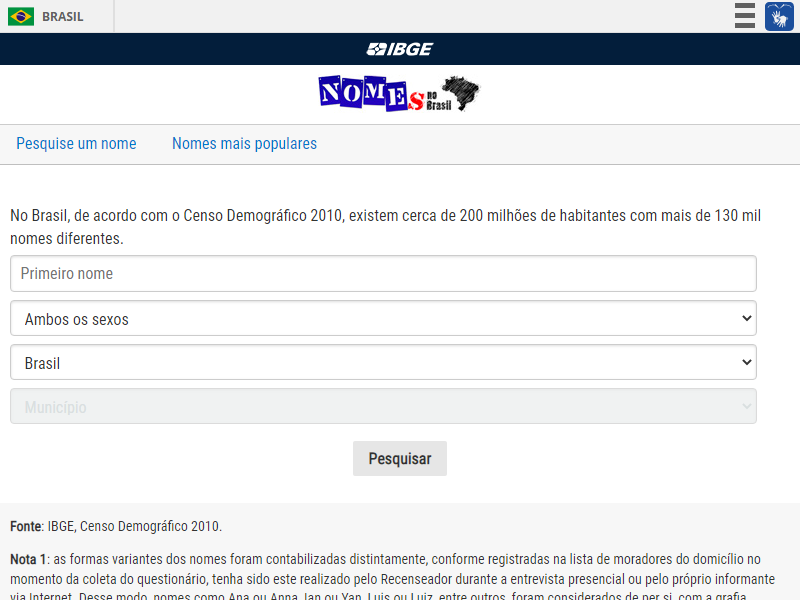 BRASIL
IBGE
NOMES no Brasil
Pesquise um nome Nomes mais populares
No Brasil, de acordo com o Censo Demográfico 2010, existem cerca de 200 milhões de habitantes com mais de 130 mil
nomes diferentes.
Primeiro nome
Ambos os sexos
Brasil
Município
Pesquisar
Fonte: IBGE, Censo Demográfico 2010.
Nota 1: as formas variantes dos nomes foram contabilizadas distintamente, conforme registradas na lista de moradores do domicílio no
momento da coleta do questionário, tenha sido este realizado pelo Recenseador durante a entrevista presencial ou pelo próprio informante
via Internet. Desse modo, nomes como Ana ou Anna, Ian ou Yan, Luis ou Luiz, entre outros, foram considerados de per si, com a grafia